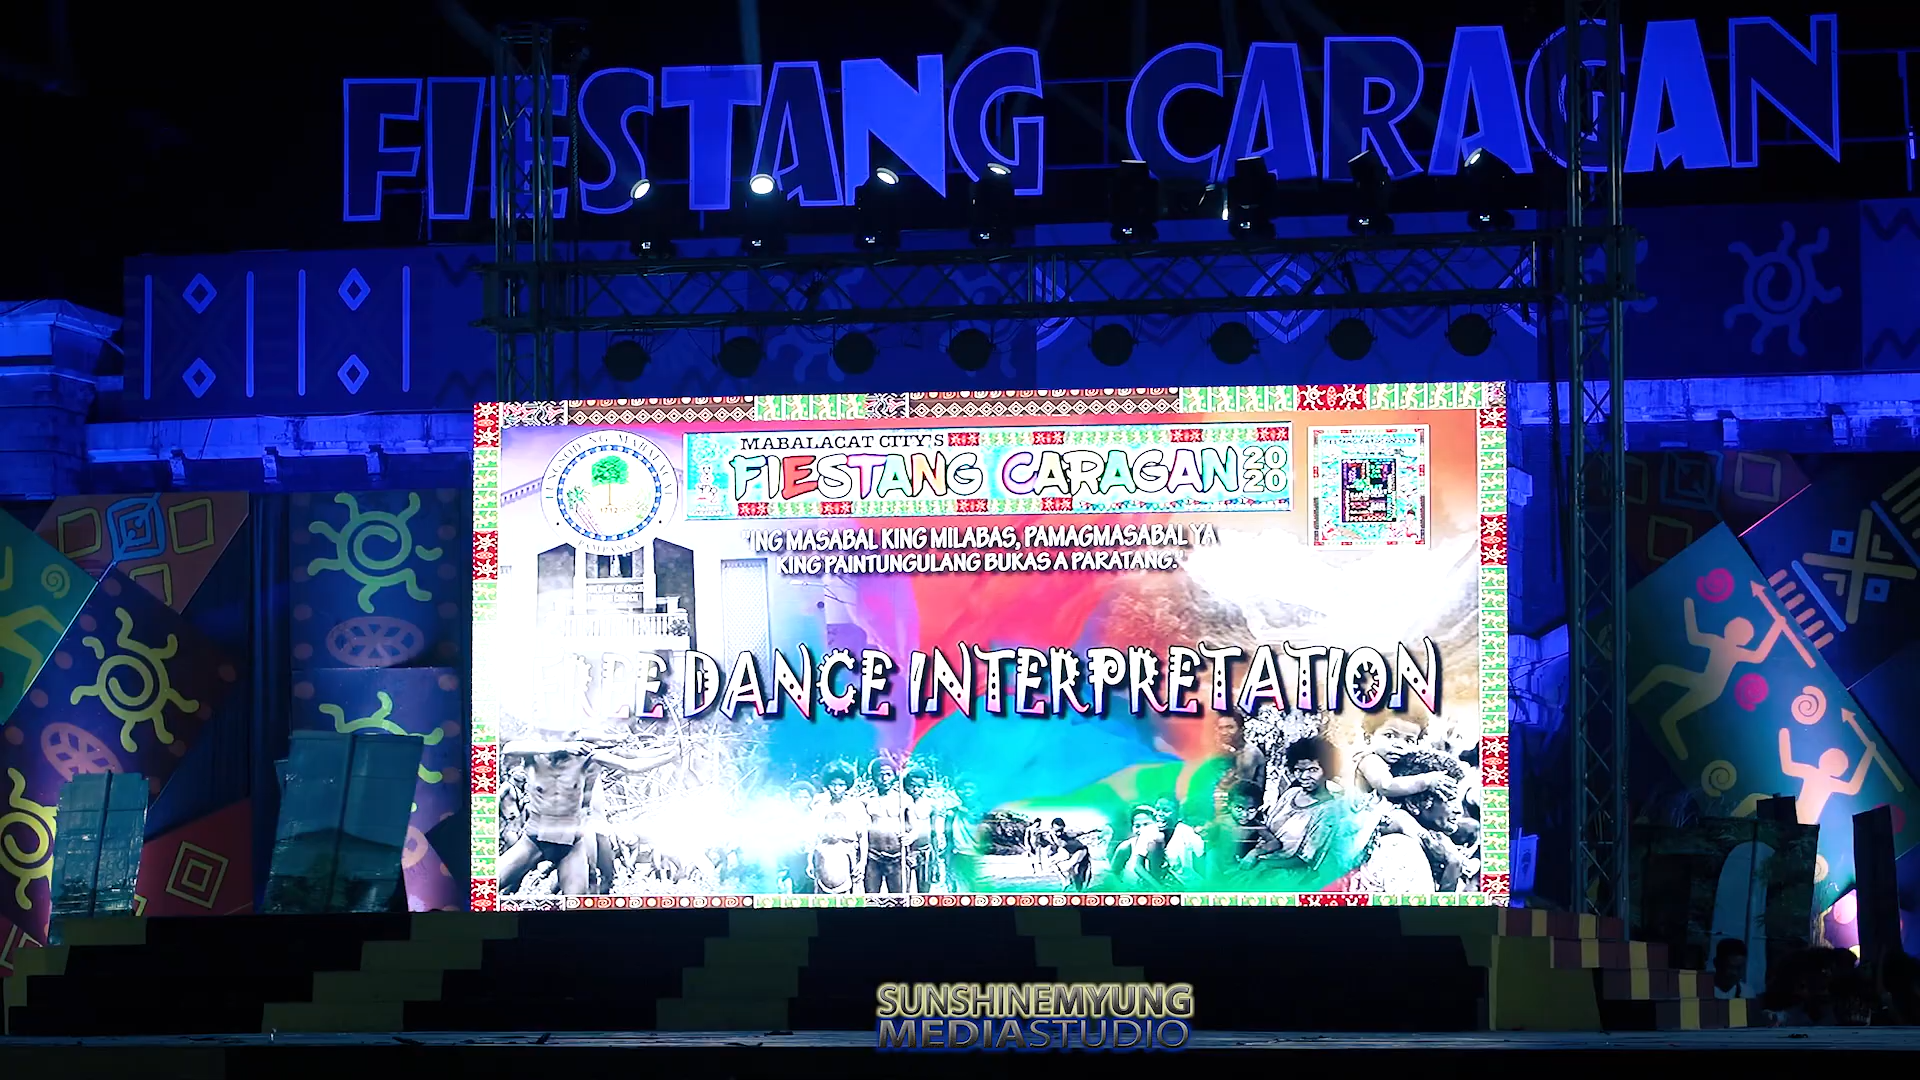 FIESTANG CARAGAN
MABALACAT CITY'S
FIESTANG CARAGAN 2020
"ING MASABAL KING MILABAS, PAMAGMASABAL YA
KING PAINTUNGULANG BUKAS A PARATANG."
DANCE INTERPRETATION
SUNSHINEMYUNG
MEDIASTUDIO